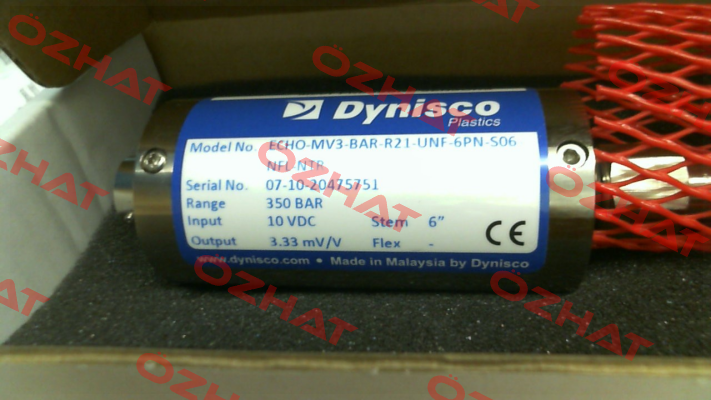 Dynisco
Plastics
Model No. ECHO-MV3-BAR-R21-UNF-6PN-S06
NFL-NTR
Serial No. 07-10-20475751
Range 350 BAR
Input 10 VDC Stem 6"
Output 3.33 mV/V Flex -
CE
www.dynisco.com • Made in Malaysia by Dynisco
OZHAT
OZHAT
OZHAT
OZHAT
OZHAT
OZHAT
OZHAT